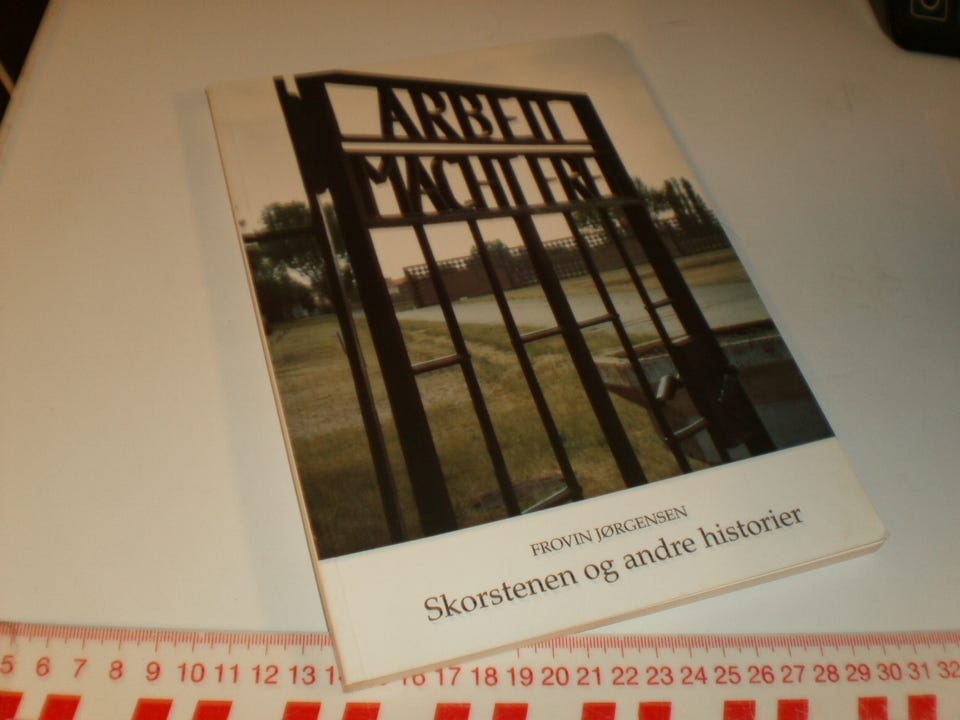 ARBEIT
MACHT FREI
FROVIN JØRGENSEN
Skorstenen og andre historier
5 6 7 8 9 10 11 12 13 14 16 17 18 19 20 21 22 23 24 25 26 27 28 29 30 31 32